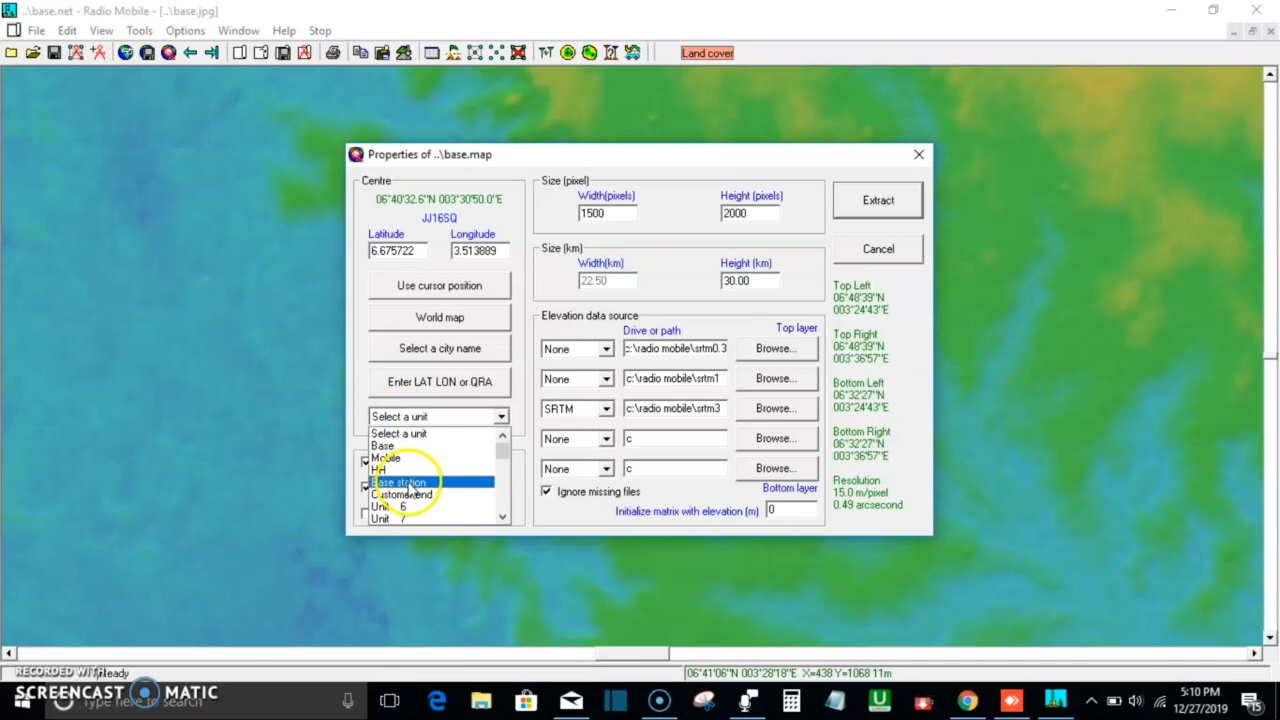 ..\base.net - Radio Mobile - [..\base.jpg]
File Edit View Tools Options Window Help Stop
Land cover
Properties of ..\base.map
Centre
06°40'32.6''N 003°30'50.0''E
JJ16SQ
Latitude Longitude
6.675722 3.513889
Use cursor position
World map
Select a city name
Enter LAT LON or QRA
Select a unit
Select a unit
Base
Mobile
HH
Base station
Customer end
Unit 6
Unit 7
Size (pixel)
Width(pixels) Height (pixels)
1500 2000
Size (km)
Width(km) Height (km)
22.50 30.00
Elevation data source
Drive or path Top layer
None c:\radio mobile\srtm0.3 Browse...
None c:\radio mobile\srtm1 Browse...
SRTM c:\radio mobile\srtm3 Browse...
None c Browse...
None c Browse...
Ignore missing files Bottom layer
Initialize matrix with elevation (m) 0
Extract
Cancel
Top Left
06°48'39''N
003°24'43''E
Top Right
06°48'39''N
003°36'57''E
Bottom Left
06°32'27''N
003°24'43''E
Bottom Right
06°32'27''N
003°36'57''E
Resolution
15.0 m/pixel
0.49 arcsecond
Ready
06°41'06''N 003°28'18''E X=438 Y=1068 11m
RECORDED WITH
SCREENCAST MATIC
Type here to search
5:10 PM
12/27/2019
15